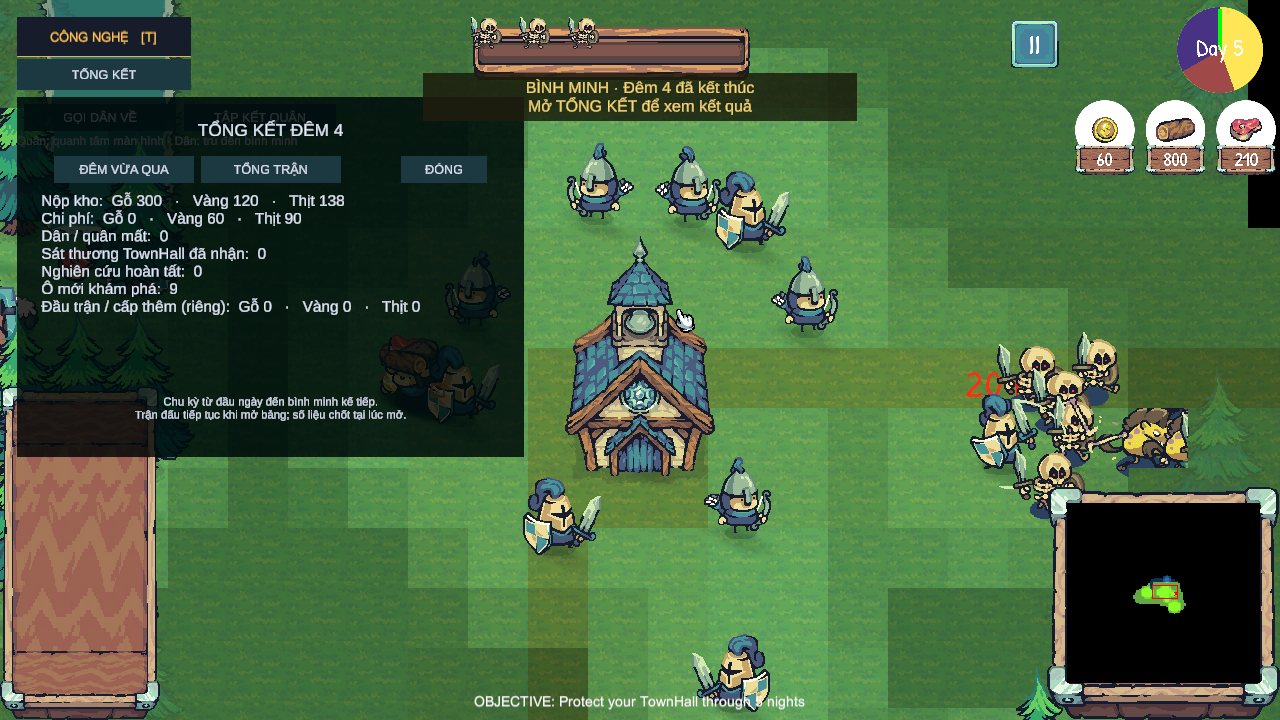 CÔNG NGHỆ [T]
TỔNG KẾT
Day 5
BÌNH MINH · Đêm 4 đã kết thúc
Mở TỔNG KẾT để xem kết quả
GỌI DÂN VỀ
TẬP KẾT QUÂN
TỔNG KẾT ĐÊM 4
60
800
210
ĐÊM VỪA QUA
TỔNG TRẬN
ĐÓNG
Nộp kho: Gỗ 300 · Vàng 120 · Thịt 138
Chi phí: Gỗ 0 · Vàng 60 · Thịt 90
Dân / quân mất: 0
Sát thương TownHall đã nhận: 0
Nghiên cứu hoàn tất: 0
Ô mới khám phá: 9
Đầu trận / cấp thêm (riêng): Gỗ 0 · Vàng 0 · Thịt 0
Chu kỳ từ đầu ngày đến bình minh kế tiếp.
Trận đấu tiếp tục khi mở bảng; số liệu chốt tại lúc mở.
OBJECTIVE: Protect your TownHall through nights